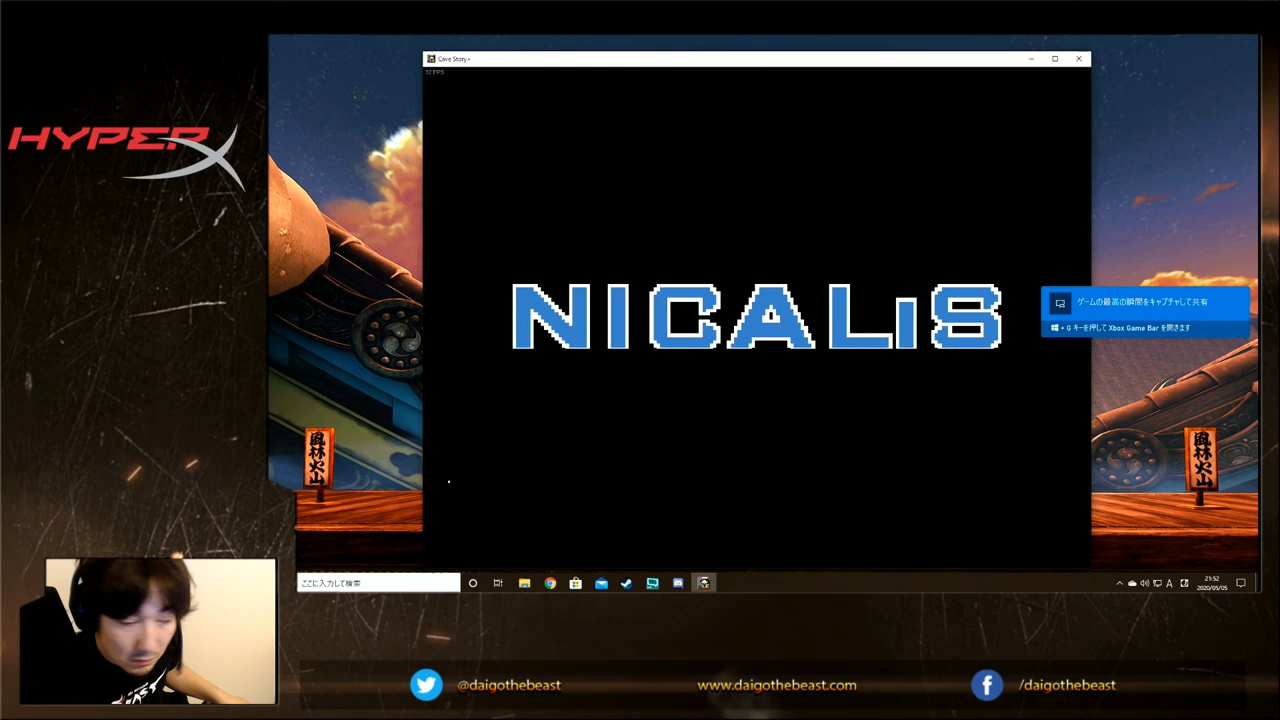 Cave Story+
32 FPS
HYPERX
NICALiS
ゲームの最高の瞬間をキャプチャして共有
+ G キーを押して Xbox Game Bar を開きます
風林火山
風林火山
ここに入力して検索
A
21:52
2020/05/05
@daigothebeast
www.daigothebeast.com
/daigothebeast